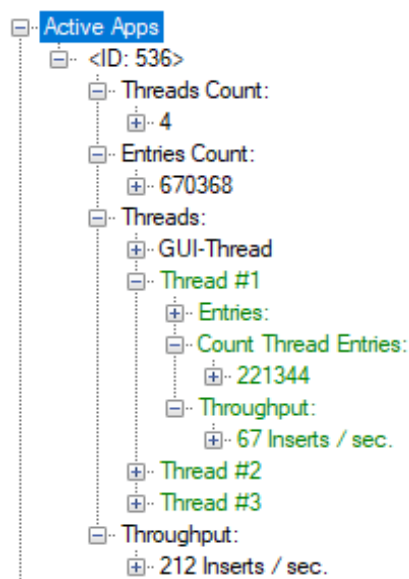 Active Apps
<ID: 536>
Threads Count:
4
Entries Count:
670368
Threads:
GUI-Thread
Thread #1
Entries:
Count Thread Entries:
221344
Throughput:
67 Inserts / sec.
Thread #2
Thread #3
Throughput:
212 Inserts / sec.